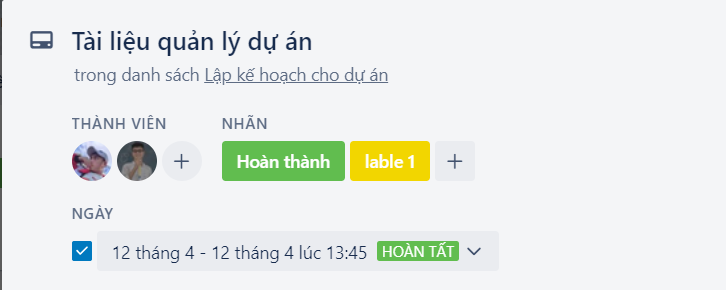 Tài liệu quản lý dự án
trong danh sách Lập kế hoạch cho dự án
THÀNH VIÊN NHÃN
Hoàn thành lable 1
NGÀY
12 tháng 4 - 12 tháng 4 lúc 13:45 HOÀN TẤT